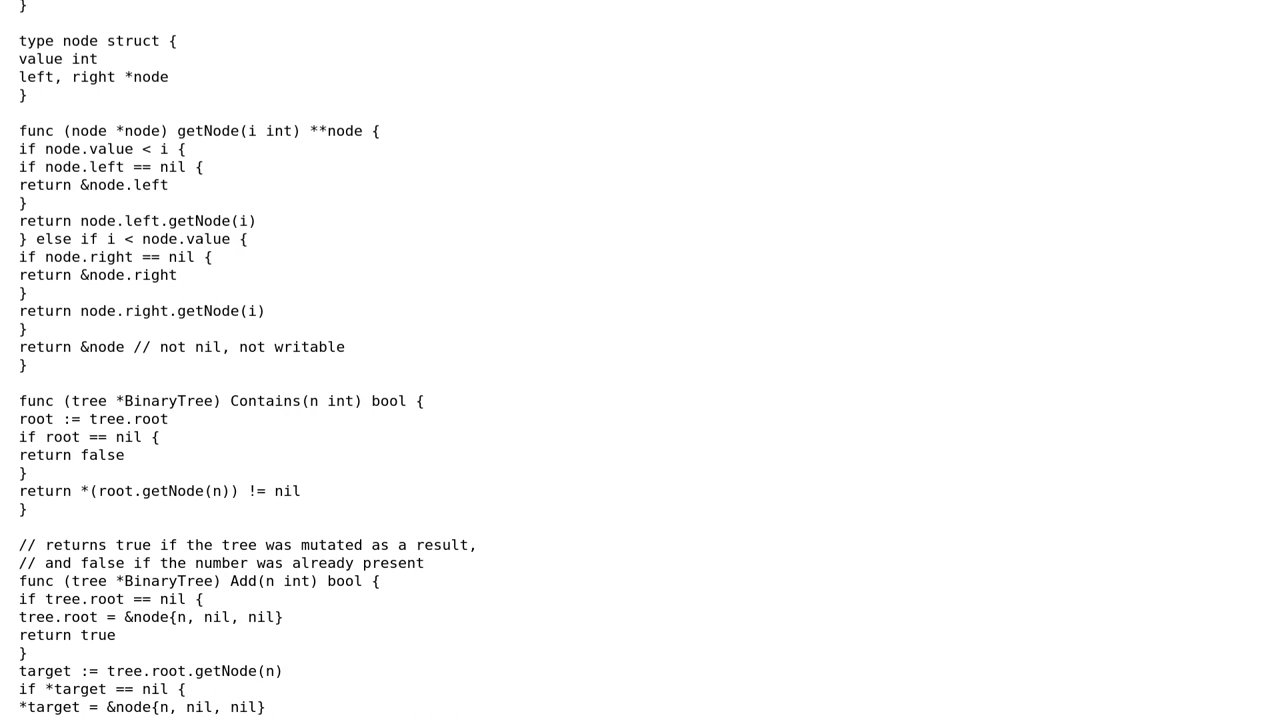 }
type node struct {
value int
left, right *node
}
func (node *node) getNode(i int) **node {
if node.value < i {
if node.left == nil {
return &node.left
}
return node.left.getNode(i)
} else if i < node.value {
if node.right == nil {
return &node.right
}
return node.right.getNode(i)
}
return &node // not nil, not writable
}
func (tree *BinaryTree) Contains(n int) bool {
root := tree.root
if root == nil {
return false
}
return *(root.getNode(n)) != nil
}
// returns true if the tree was mutated as a result,
// and false if the number was already present
func (tree *BinaryTree) Add(n int) bool {
if tree.root == nil {
tree.root = &node{n, nil, nil}
return true
}
target := tree.root.getNode(n)
if *target == nil {
*target = &node{n, nil, nil}